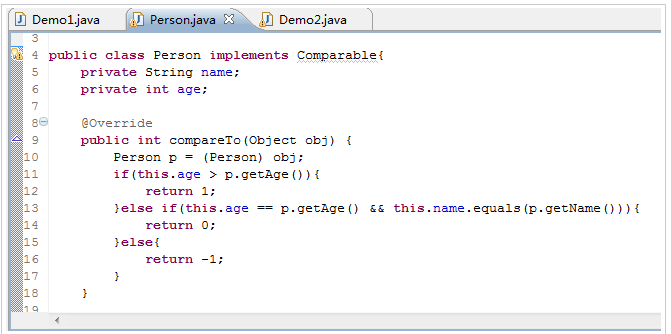 Demo1.java Person.java Demo2.java
3
4 public class Person implements Comparable{
5 private String name;
6 private int age;
7
8 @Override
9 public int compareTo(Object obj) {
10 Person p = (Person) obj;
11 if(this.age > p.getAge()){
12 return 1;
13 }else if(this.age == p.getAge() && this.name.equals(p.getName())){
14 return 0;
15 }else{
16 return -1;
17 }
18 }
19